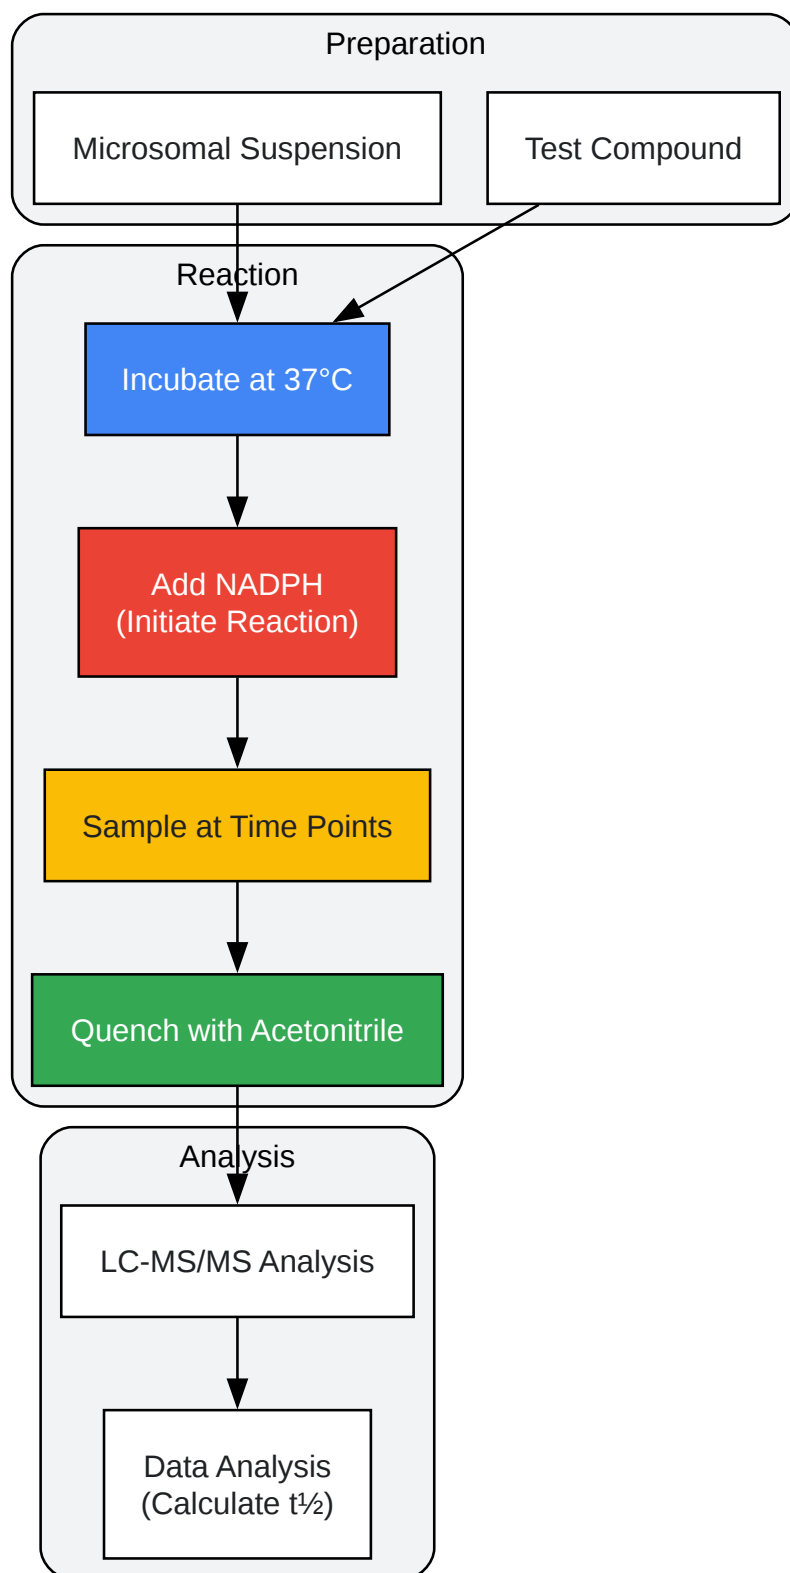 Preparation
Microsomal Suspension
Test Compound
Reaction
Incubate at 37°C
Add NADPH
(Initiate Reaction)
Sample at Time Points
Quench with Acetonitrile
Analysis
LC-MS/MS Analysis
Data Analysis
(Calculate t½)